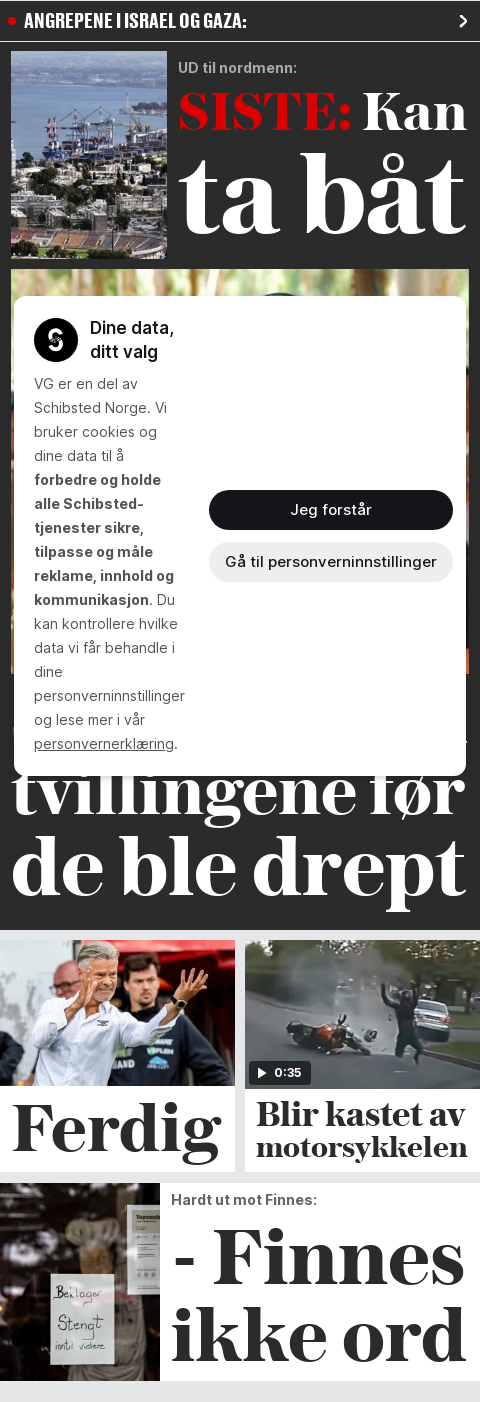 ANGREPENE I ISRAEL OG GAZA:
UD til nordmenn:
SISTE: Kan
ta båt
Dine data,
ditt valg
VG er en del av
Schibsted Norge. Vi
bruker cookies og
dine data til å
forbedre og holde
alle Schibsted-
tjenester sikre,
tilpasse og måle
reklame, innhold og
kommunikasjon. Du
kan kontrollere hvilke
data vi får behandle i
dine
personverninnstillinger
og lese mer i vår
personvernerklæring.
Jeg forstår
Gå til personverninnstillinger
tvillingene før
de ble drept
Ferdig
0:35
Blir kastet av
motorsykkelen
Beklager
Stengt
inntil videre
Hardt ut mot Finnes:
- Finnes
ikke ord